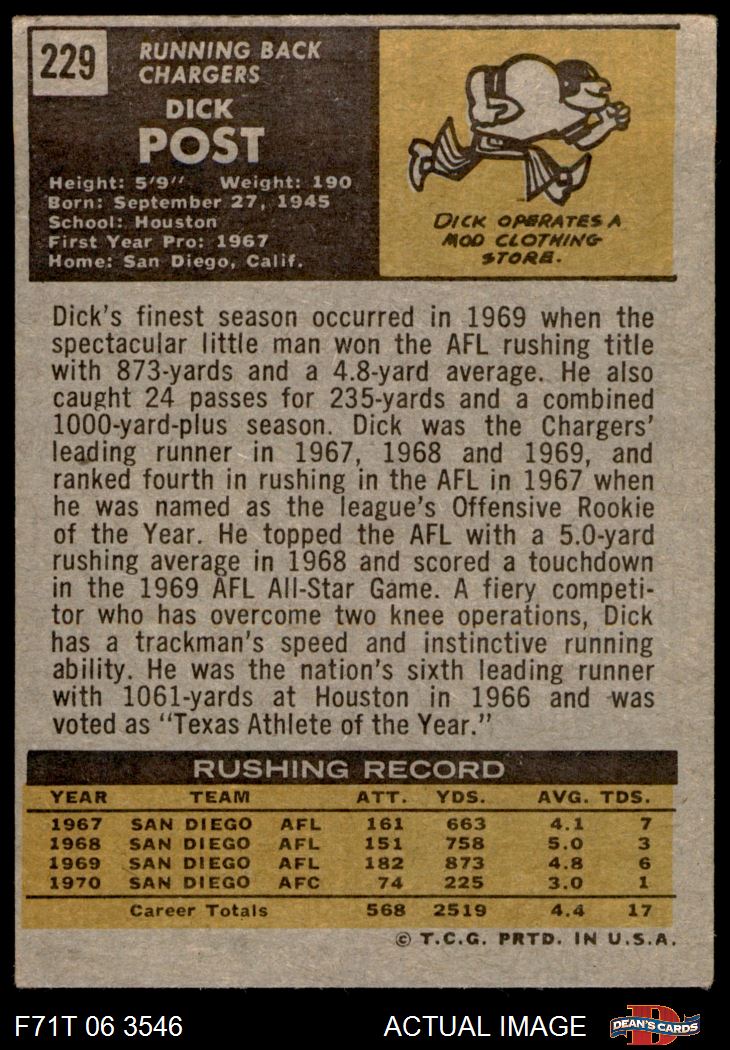 229
RUNNING BACK
CHARGERS
DICK
POST
Height: 5'9" Weight: 190
Born: September 27, 1945
School: Houston
First Year Pro: 1967
Home: San Diego, Calif.
DICK OPERATES A
MOD CLOTHING
STORE.
Dick's finest season occurred in 1969 when the
spectacular little man won the AFL rushing title
with 873-yards and a 4.8-yard average. He also
caught 24 passes for 235-yards and a combined
1000-yard-plus season. Dick was the Chargers'
leading runner in 1967, 1968 and 1969, and
ranked fourth in rushing in the AFL in 1967 when
he was named as the league's Offensive Rookie
of the Year. He topped the AFL with a 5.0-yard
rushing average in 1968 and scored a touchdown
in the 1969 AFL All-Star Game. A fiery competi-
tor who has overcome two knee operations, Dick
has a trackman's speed and instinctive running
ability. He was the nation's sixth leading runner
with 1061-yards at Houston in 1966 and was
voted as "Texas Athlete of the Year."
RUSHING RECORD
YEAR TEAM ATT. YDS. AVG. TDS.
1967 SAN DIEGO AFL 161 663 4.1 7
1968 SAN DIEGO AFL 151 758 5.0 3
1969 SAN DIEGO AFL 182 873 4.8 6
1970 SAN DIEGO AFC 74 225 3.0 1
Career Totals 568 2519 4.4 17
© T.C.G. PRTD. IN U.S.A.
F71T 06 3546 ACTUAL IMAGE D DEAN'S CARDS